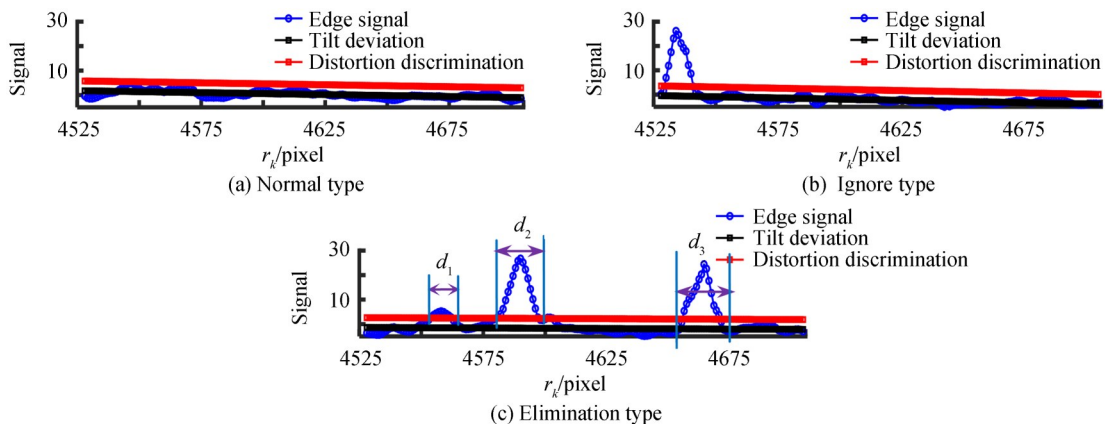 30
10
Signal
Edge signal
Tilt deviation
Distortion discrimination
4525 4575 4625 4675
r_k/pixel
(a) Normal type
30
10
Signal
Edge signal
Tilt deviation
Distortion discrimination
4525 4575 4625 4675
r_k/pixel
(b) Ignore type
30
10
Signal
d_1
d_2
d_3
Edge signal
Tilt deviation
Distortion discrimination
4525 4575 4625 4675
r_k/pixel
(c) Elimination type